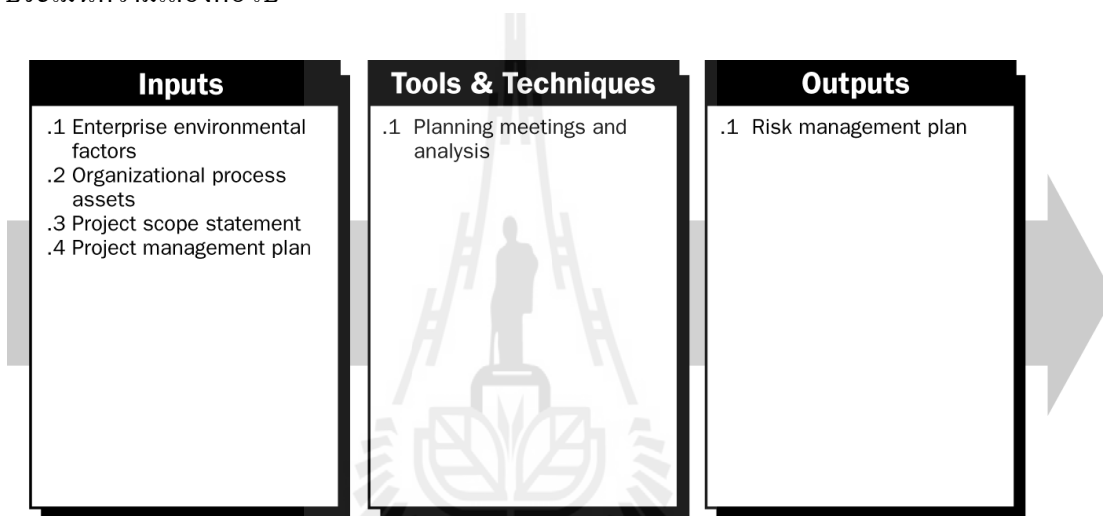 Inputs
.1 Enterprise environmental
factors
.2 Organizational process
assets
.3 Project scope statement
.4 Project management plan
Tools & Techniques
.1 Planning meetings and
analysis
Outputs
.1 Risk management plan